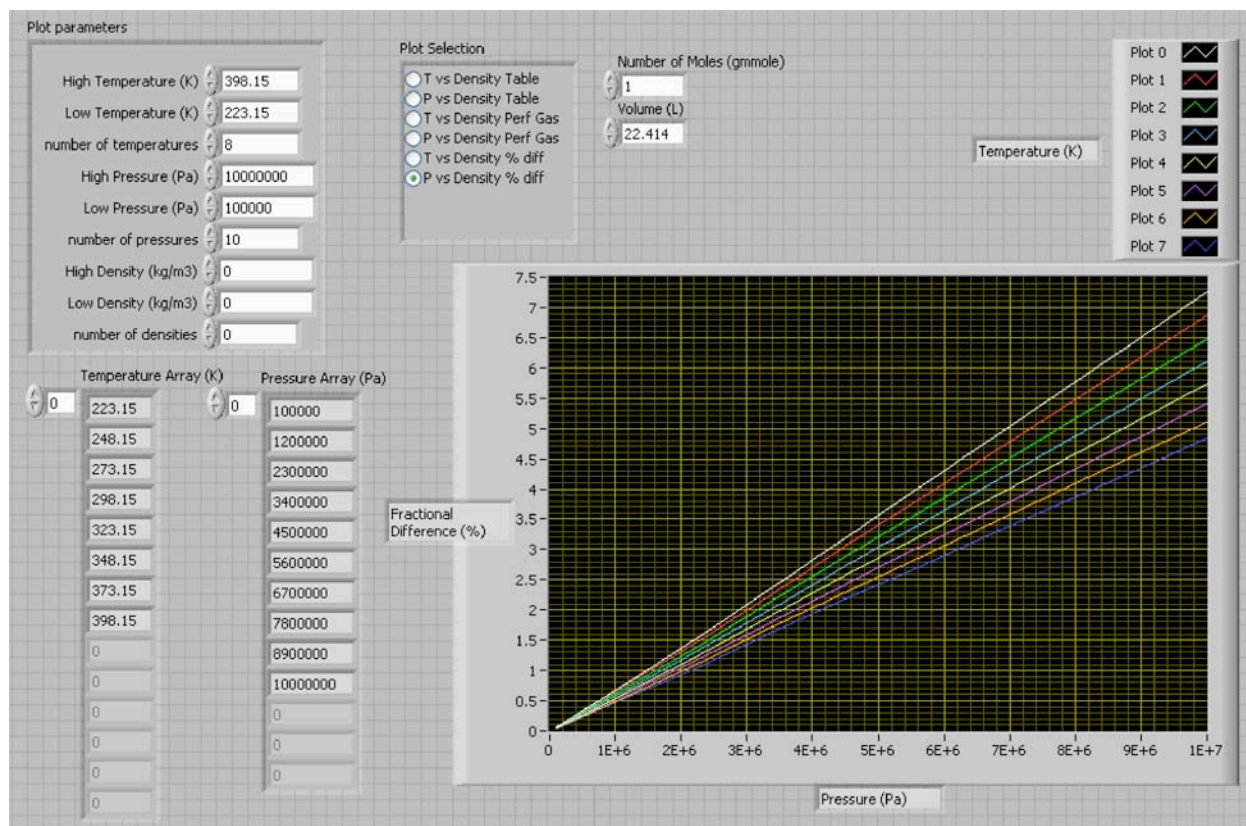 Plot parameters
High Temperature (K) 398.15
Low Temperature (K) 223.15
number of temperatures 8
High Pressure (Pa) 10000000
Low Pressure (Pa) 100000
number of pressures 10
High Density (kg/m3) 0
Low Density (kg/m3) 0
number of densities 0
Plot Selection
T vs Density Table
P vs Density Table
T vs Density Perf Gas
P vs Density Perf Gas
T vs Density % diff
P vs Density % diff
Number of Moles (gmmole)
1
Volume (L)
22.414
Temperature (K)
Plot 0
Plot 1
Plot 2
Plot 3
Plot 4
Plot 5
Plot 6
Plot 7
Temperature Array (K)
0
223.15
248.15
273.15
298.15
323.15
348.15
373.15
398.15
0
0
0
0
0
0
Pressure Array (Pa)
0
100000
1200000
2300000
3400000
4500000
5600000
6700000
7800000
8900000
10000000
0
0
0
Fractional
Difference (%)
7.5
7
6.5
6
5.5
5
4.5
4
3.5
3
2.5
2
1.5
1
0.5
0
0 1E+6 2E+6 3E+6 4E+6 5E+6 6E+6 7E+6 8E+6 9E+6 1E+7
Pressure (Pa)